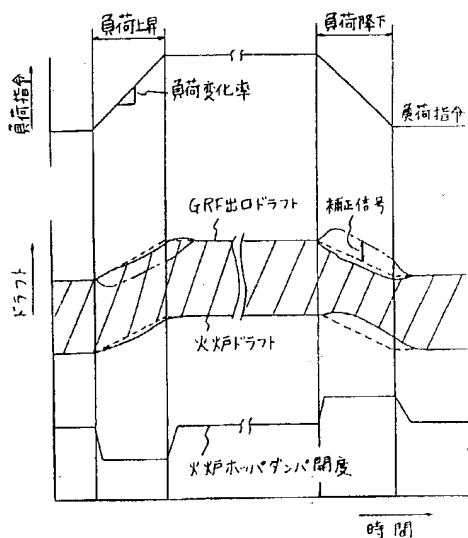 負荷上昇
負荷降下
負荷指令
負荷変化率
負荷指令
GRF出口ドラフト
補正信号
ドラフト
火炉ドラフト
火炉ホッパダンパ開度
時間